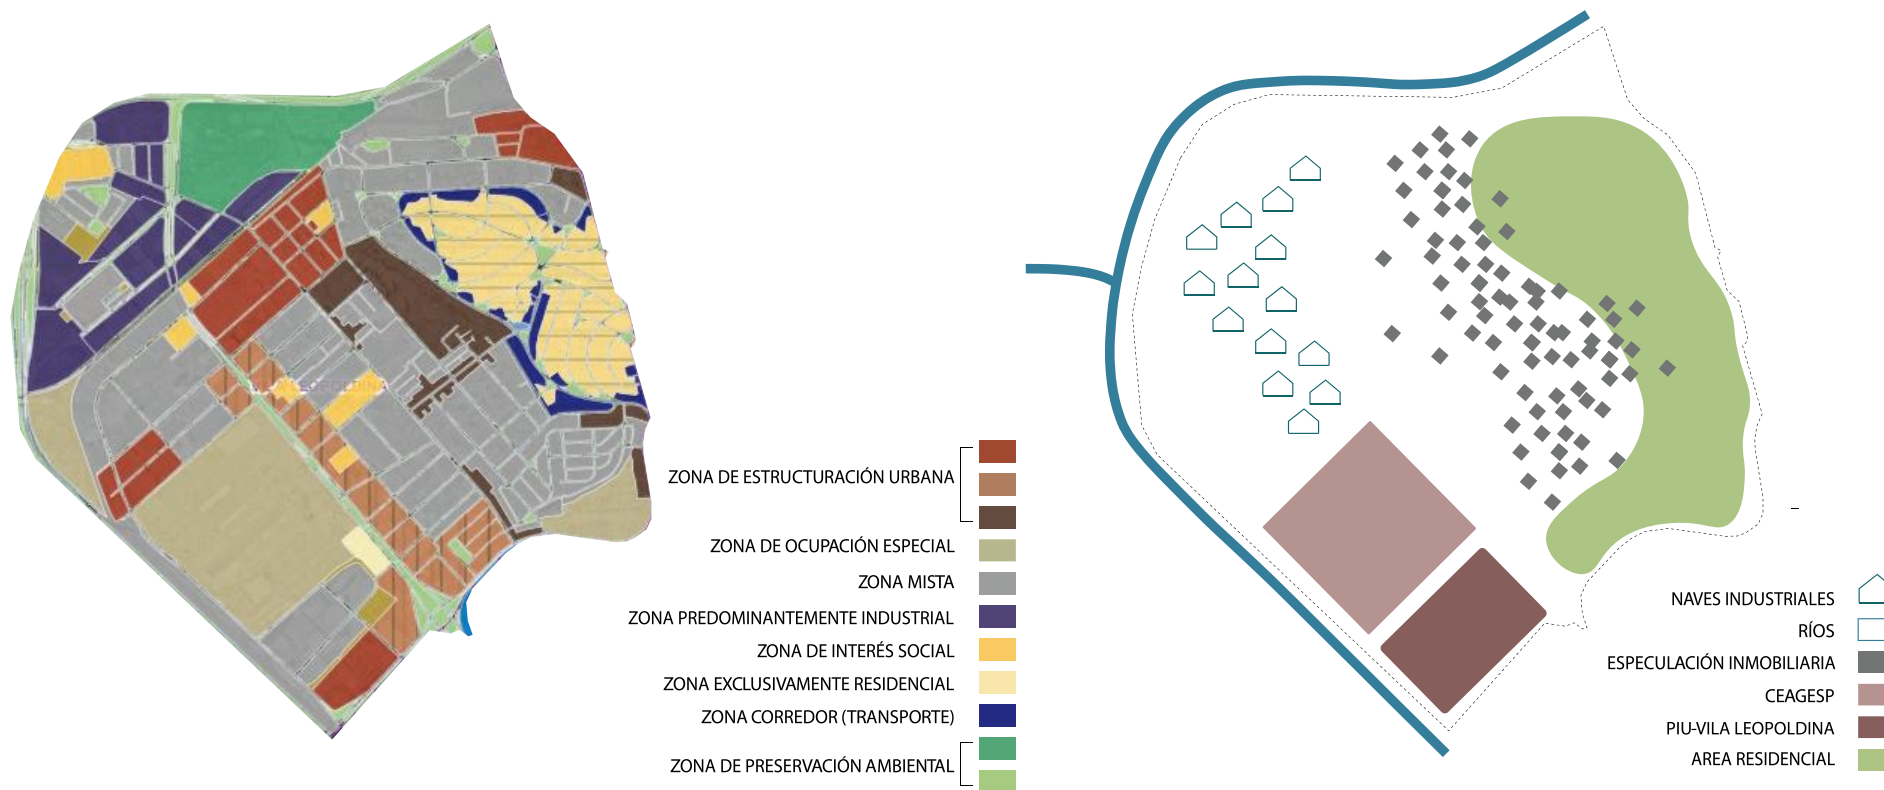 VILA LEOPOLDINA
ZONA DE ESTRUCTURACIÓN URBANA
ZONA DE OCUPACIÓN ESPECIAL
ZONA MISTA
ZONA PREDOMINANTEMENTE INDUSTRIAL
ZONA DE INTERÉS SOCIAL
ZONA EXCLUSIVAMENTE RESIDENCIAL
ZONA CORREDOR (TRANSPORTE)
ZONA DE PRESERVACIÓN AMBIENTAL
NAVES INDUSTRIALES
RÍOS
ESPECULACIÓN INMOBILIARIA
CEAGESP
PIU-VILA LEOPOLDINA
AREA RESIDENCIAL